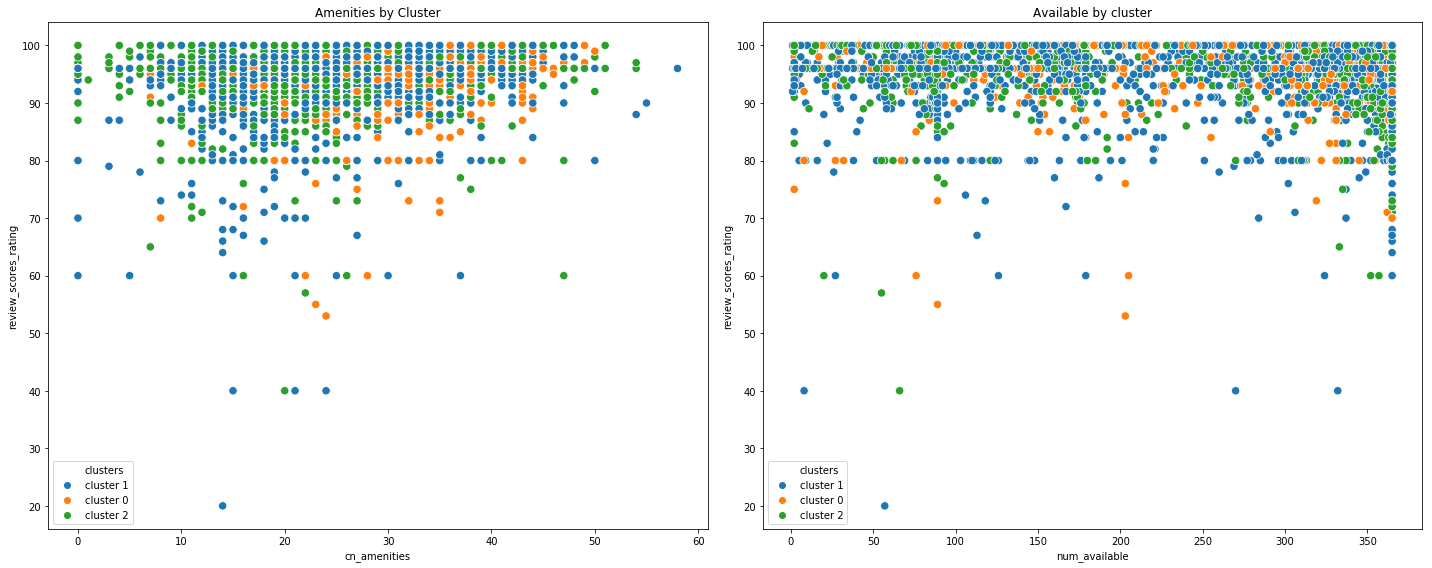 Amenities by Cluster
100
90
80
70
60
50
40
30
20
review_scores_rating
clusters
cluster 1
cluster 0
cluster 2
0 10 20 30 40 50 60
cn_amenities
Available by cluster
100
90
80
70
60
50
40
30
20
review_scores_rating
clusters
cluster 1
cluster 0
cluster 2
0 50 100 150 200 250 300 350
num_available